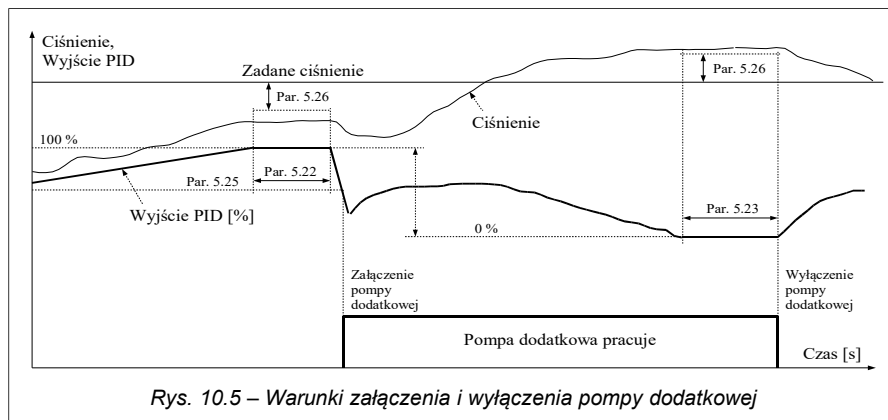 Ciśnienie,
Wyjście PID
Zadane ciśnienie
Par. 5.26
Par. 5.26
Ciśnienie
100 %
Par. 5.25
Par. 5.22
Wyjście PID [%]
Par. 5.23
0 %
Załączenie
pompy
dodatkowej
Wyłączenie
pompy
dodatkowej
Pompa dodatkowa pracuje
Czas [s]
Rys. 10.5 – Warunki załączenia i wyłączenia pompy dodatkowej